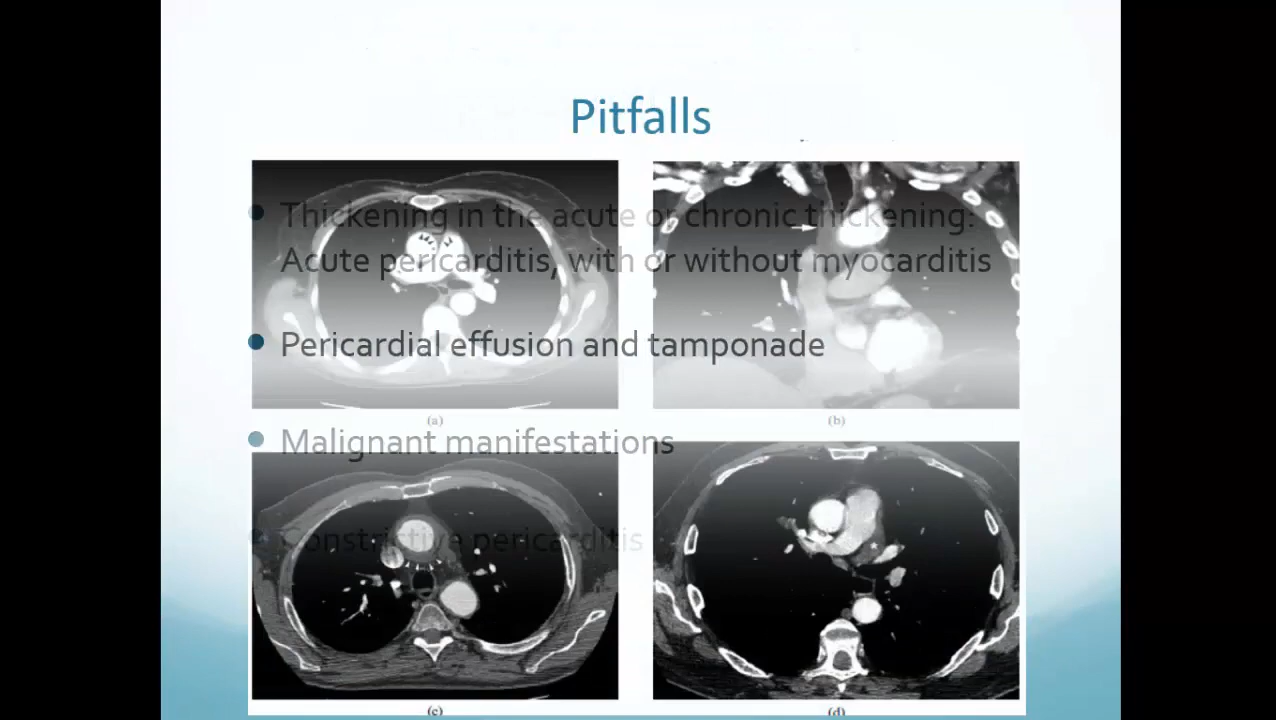 Pitfalls
Thickening in the acute or chronic thickening:
Acute pericarditis, with or without myocarditis
Pericardial effusion and tamponade
(a)
(b)
Malignant manifestations
Constrictive pericarditis
(c)
(d)